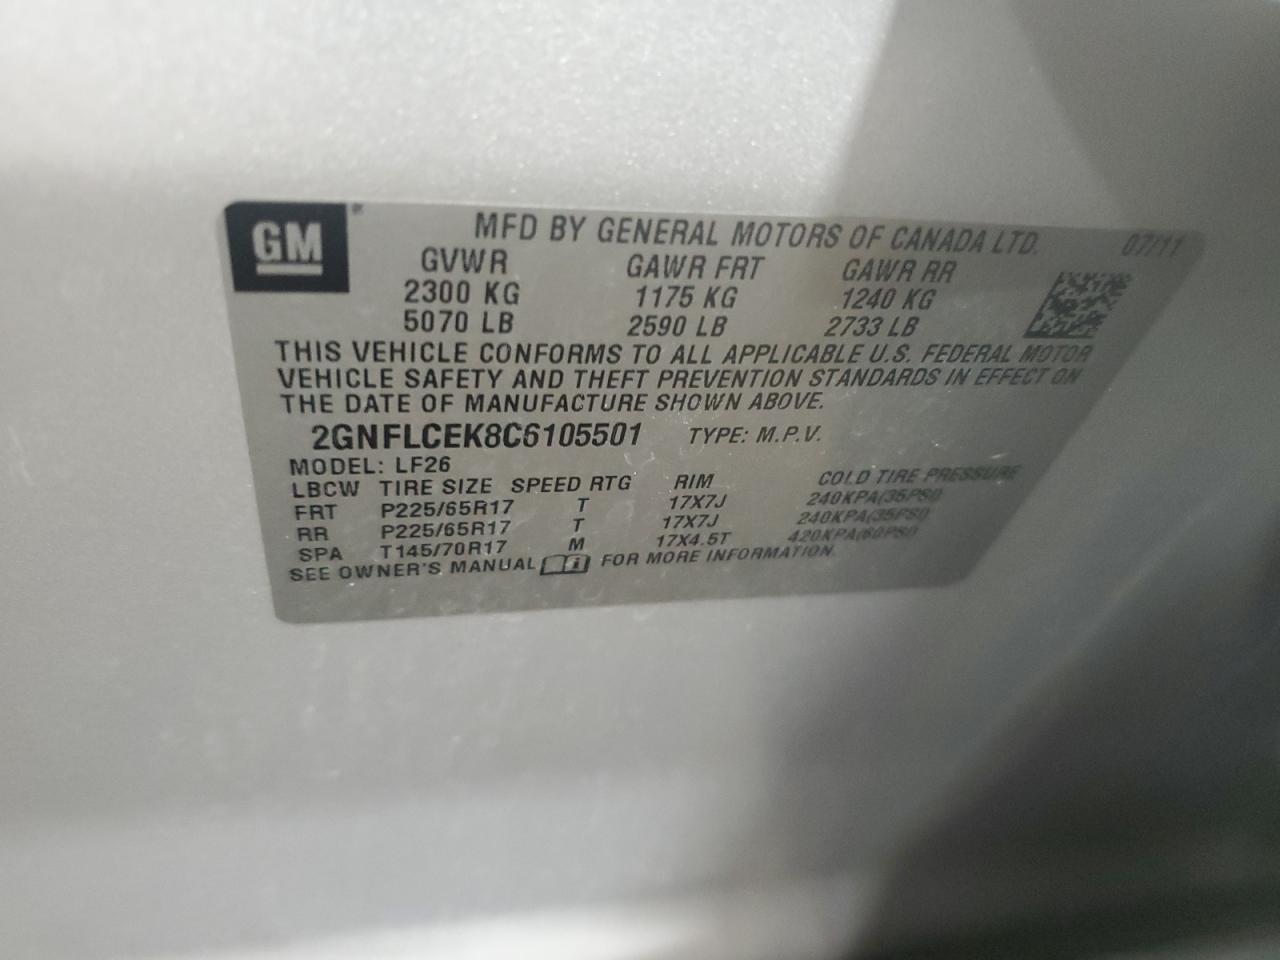 GM
MFD BY GENERAL MOTORS OF CANADA LTD. 07/11
GVWR GAWR FRT GAWR RR
2300 KG 1175 KG 1240 KG
5070 LB 2590 LB 2733 LB
THIS VEHICLE CONFORMS TO ALL APPLICABLE U.S. FEDERAL MOTOR
VEHICLE SAFETY AND THEFT PREVENTION STANDARDS IN EFFECT ON
THE DATE OF MANUFACTURE SHOWN ABOVE.
2GNFLCEK8C6105501 TYPE: M.P.V.
MODEL: LF26
LBCW TIRE SIZE SPEED RTG RIM COLD TIRE PRESSURE
FRT P225/65R17 T 17X7J 240KPA(35PSI)
RR P225/65R17 T 17X7J 240KPA(35PSI)
SPA T145/70R17 M 17X4.5T 420KPA(60PSI)
SEE OWNER'S MANUAL FOR MORE INFORMATION.